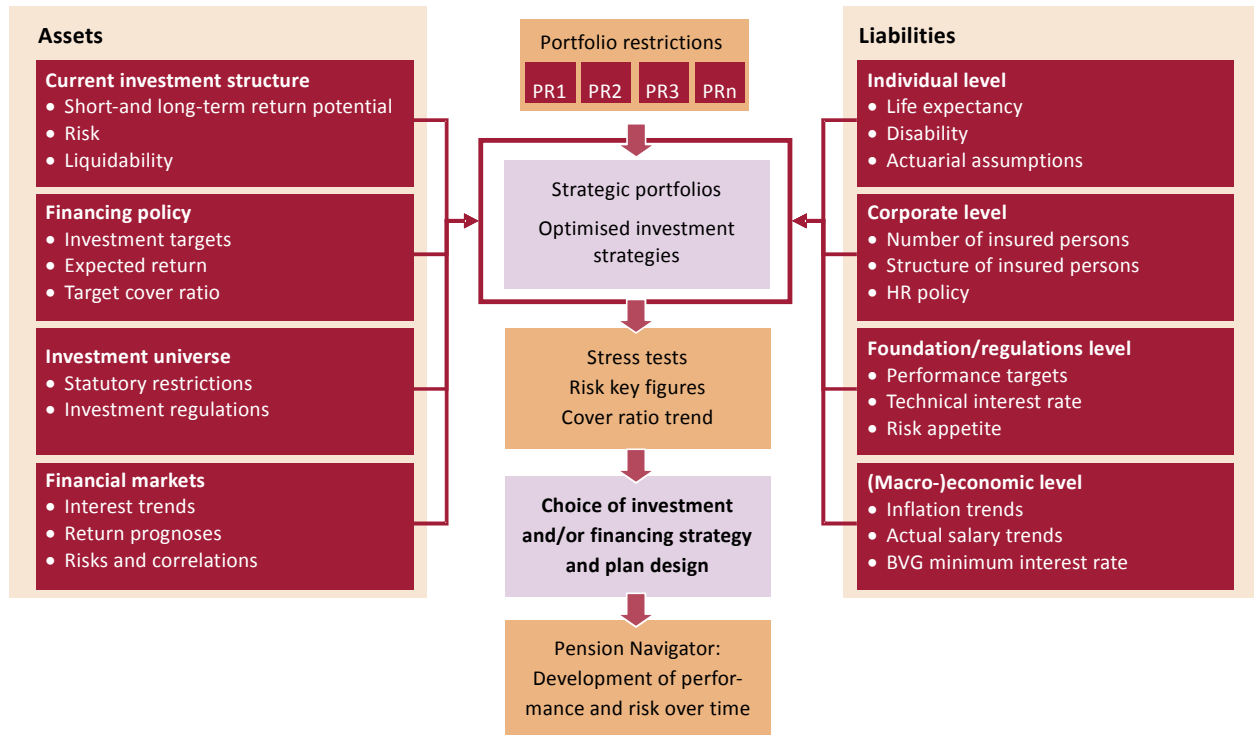 Assets
Current investment structure
• Short-and long-term return potential
• Risk
• Liquidability
Financing policy
• Investment targets
• Expected return
• Target cover ratio
Investment universe
• Statutory restrictions
• Investment regulations
Financial markets
• Interest trends
• Return prognoses
• Risks and correlations
Portfolio restrictions
PR1 PR2 PR3 PRn
Strategic portfolios
Optimised investment
strategies
Stress tests
Risk key figures
Cover ratio trend
Choice of investment
and/or financing strategy
and plan design
Pension Navigator:
Development of perfor-
mance and risk over time
Liabilities
Individual level
• Life expectancy
• Disability
• Actuarial assumptions
Corporate level
• Number of insured persons
• Structure of insured persons
• HR policy
Foundation/regulations level
• Performance targets
• Technical interest rate
• Risk appetite
(Macro-)economic level
• Inflation trends
• Actual salary trends
• BVG minimum interest rate